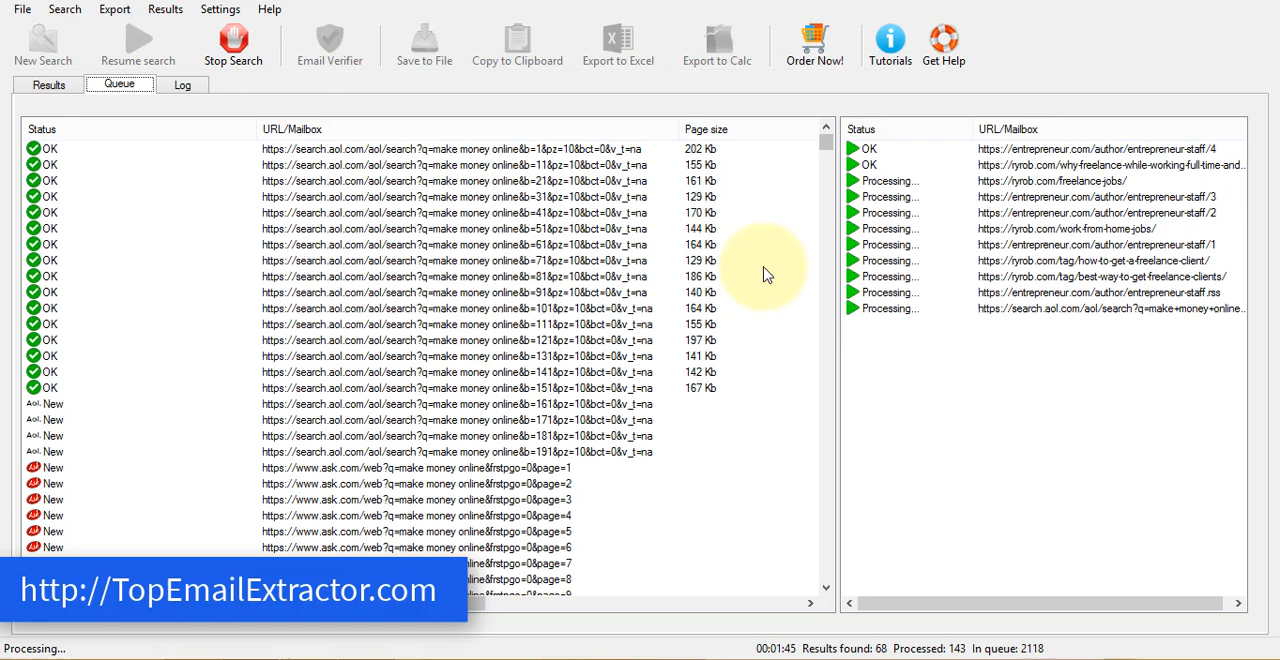 File Search Export Results Settings Help
New Search Resume search Stop Search Email Verifier Save to File Copy to Clipboard Export to Excel Export to Calc Order Now! Tutorials Get Help
Results Queue Log
Status URL/Mailbox Page size
OK https://search.aol.com/aol/search?q=make money online&b=1&pz=10&bct=0&v_t=na 202 Kb
OK https://search.aol.com/aol/search?q=make money online&b=11&pz=10&bct=0&v_t=na 155 Kb
OK https://search.aol.com/aol/search?q=make money online&b=21&pz=10&bct=0&v_t=na 161 Kb
OK https://search.aol.com/aol/search?q=make money online&b=31&pz=10&bct=0&v_t=na 129 Kb
OK https://search.aol.com/aol/search?q=make money online&b=41&pz=10&bct=0&v_t=na 170 Kb
OK https://search.aol.com/aol/search?q=make money online&b=51&pz=10&bct=0&v_t=na 144 Kb
OK https://search.aol.com/aol/search?q=make money online&b=61&pz=10&bct=0&v_t=na 164 Kb
OK https://search.aol.com/aol/search?q=make money online&b=71&pz=10&bct=0&v_t=na 129 Kb
OK https://search.aol.com/aol/search?q=make money online&b=81&pz=10&bct=0&v_t=na 186 Kb
OK https://search.aol.com/aol/search?q=make money online&b=91&pz=10&bct=0&v_t=na 140 Kb
OK https://search.aol.com/aol/search?q=make money online&b=101&pz=10&bct=0&v_t=na 164 Kb
OK https://search.aol.com/aol/search?q=make money online&b=111&pz=10&bct=0&v_t=na 155 Kb
OK https://search.aol.com/aol/search?q=make money online&b=121&pz=10&bct=0&v_t=na 197 Kb
OK https://search.aol.com/aol/search?q=make money online&b=131&pz=10&bct=0&v_t=na 141 Kb
OK https://search.aol.com/aol/search?q=make money online&b=141&pz=10&bct=0&v_t=na 142 Kb
OK https://search.aol.com/aol/search?q=make money online&b=151&pz=10&bct=0&v_t=na 167 Kb
Aol. New https://search.aol.com/aol/search?q=make money online&b=161&pz=10&bct=0&v_t=na
Aol. New https://search.aol.com/aol/search?q=make money online&b=171&pz=10&bct=0&v_t=na
Aol. New https://search.aol.com/aol/search?q=make money online&b=181&pz=10&bct=0&v_t=na
Aol. New https://search.aol.com/aol/search?q=make money online&b=191&pz=10&bct=0&v_t=na
Ask New https://www.ask.com/web?q=make money online&frstpgo=0&page=1
Ask New https://www.ask.com/web?q=make money online&frstpgo=0&page=2
Ask New https://www.ask.com/web?q=make money online&frstpgo=0&page=3
Ask New https://www.ask.com/web?q=make money online&frstpgo=0&page=4
Ask New https://www.ask.com/web?q=make money online&frstpgo=0&page=5
Ask New https://www.ask.com/web?q=make money online&frstpgo=0&page=6
online&frstpgo=0&page=7
online&frstpgo=0&page=8
Status URL/Mailbox
OK https://entrepreneur.com/author/entrepreneur-staff/4
OK https://ryrob.com/why-freelance-while-working-full-time-and...
Processing... https://ryrob.com/freelance-jobs/
Processing... https://entrepreneur.com/author/entrepreneur-staff/3
Processing... https://entrepreneur.com/author/entrepreneur-staff/2
Processing... https://ryrob.com/work-from-home-jobs/
Processing... https://entrepreneur.com/author/entrepreneur-staff/1
Processing... https://ryrob.com/tag/how-to-get-a-freelance-client/
Processing... https://ryrob.com/tag/best-way-to-get-freelance-clients/
Processing... https://entrepreneur.com/author/entrepreneur-staff.rss
Processing... https://search.aol.com/aol/search?q=make+money+online...
http://TopEmailExtractor.com
Processing... 00:01:45 Results found: 68 Processed: 143 In queue: 2118